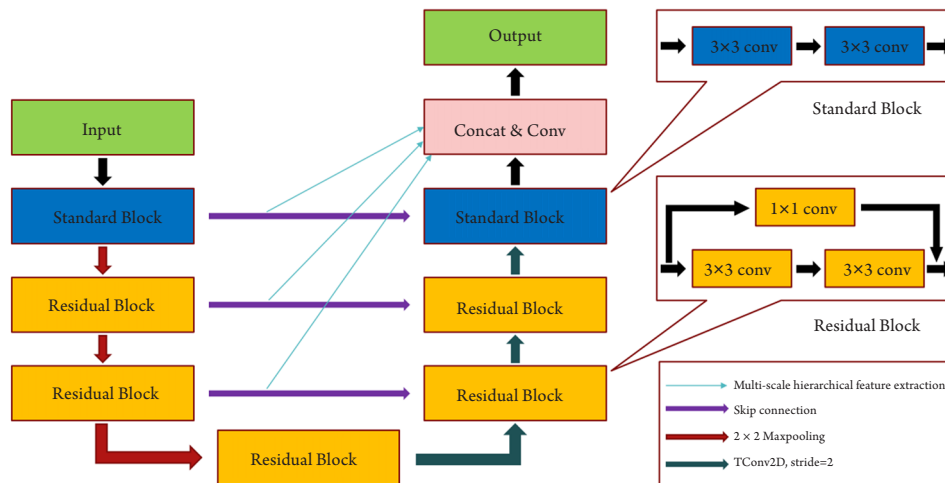 Output
Input
Concat & Conv
Standard Block
Standard Block
Residual Block
Residual Block
Residual Block
Residual Block
Residual Block
3×3 conv
3×3 conv
Standard Block
1×1 conv
3×3 conv
3×3 conv
Residual Block
Multi-scale hierarchical feature extraction
Skip connection
2 × 2 Maxpooling
TConv2D, stride=2